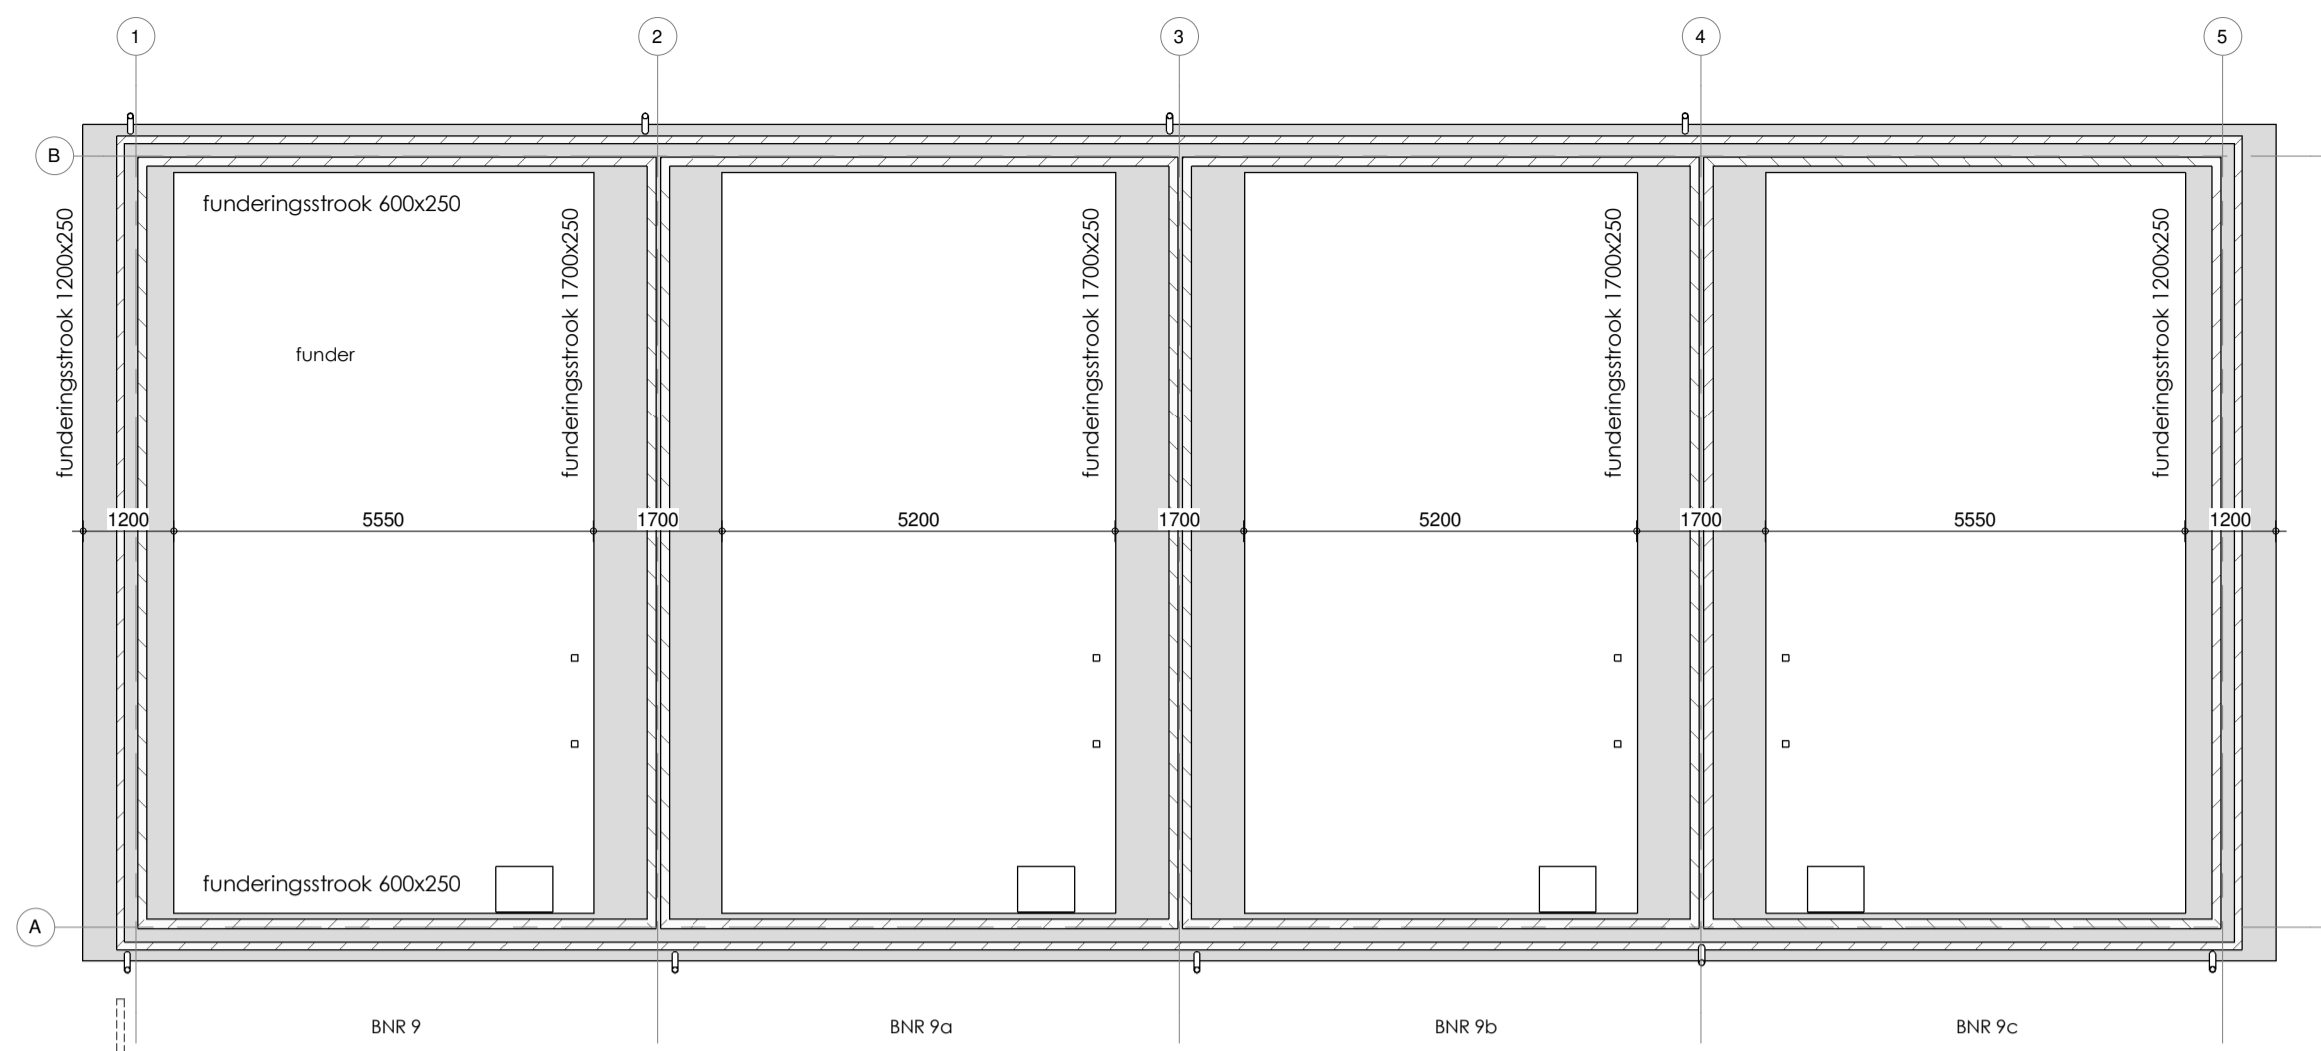 1
2
3
4
5
B
funderingsstrook 600x250
funderingsstrook 1200x250
funderingsstrook 1700x250
funderingsstrook 1700x250
funderingsstrook 1700x250
funderingsstrook 1200x250
funder
1200
5550
1700
5200
1700
5200
1700
5550
1200
funderingsstrook 600x250
A
BNR 9
BNR 9a
BNR 9b
BNR 9c